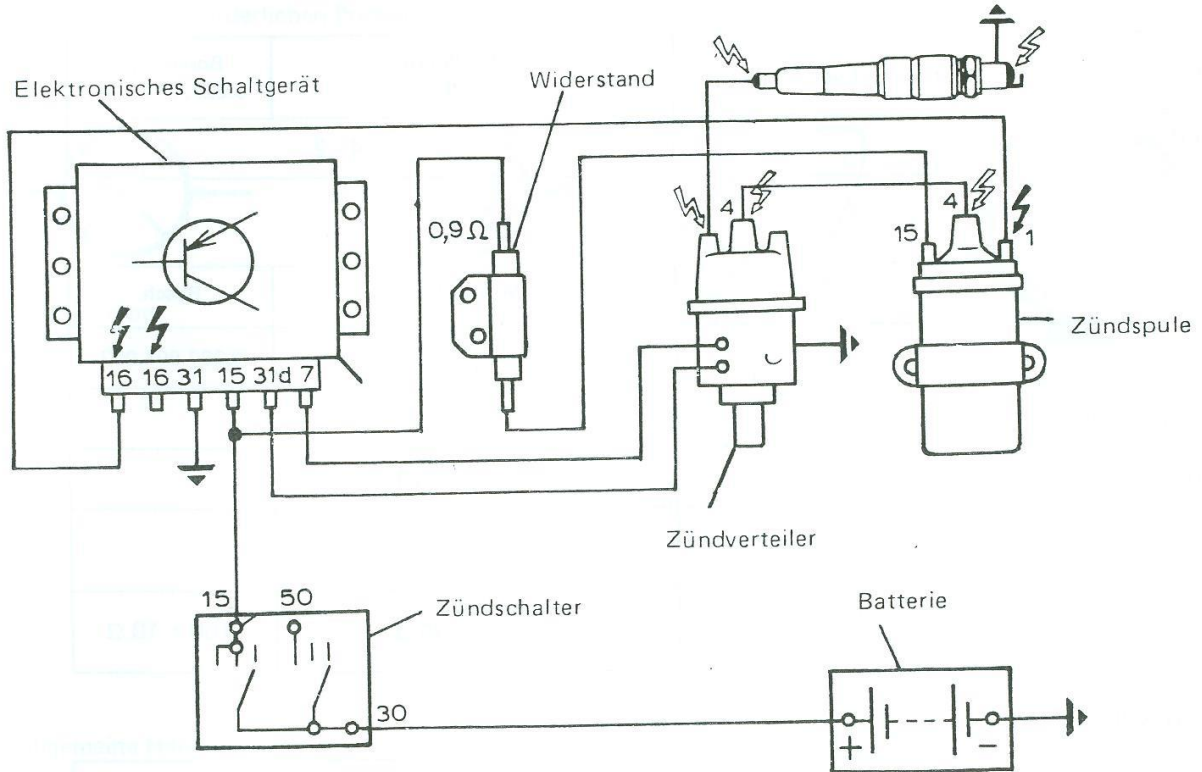 Elektronisches Schaltgerät
Widerstand
0,9 Ω
4
15
4
1
Zündspule
16 16 31 15 31d 7
Zündverteiler
15 50
Zündschalter
30
Batterie
+ −